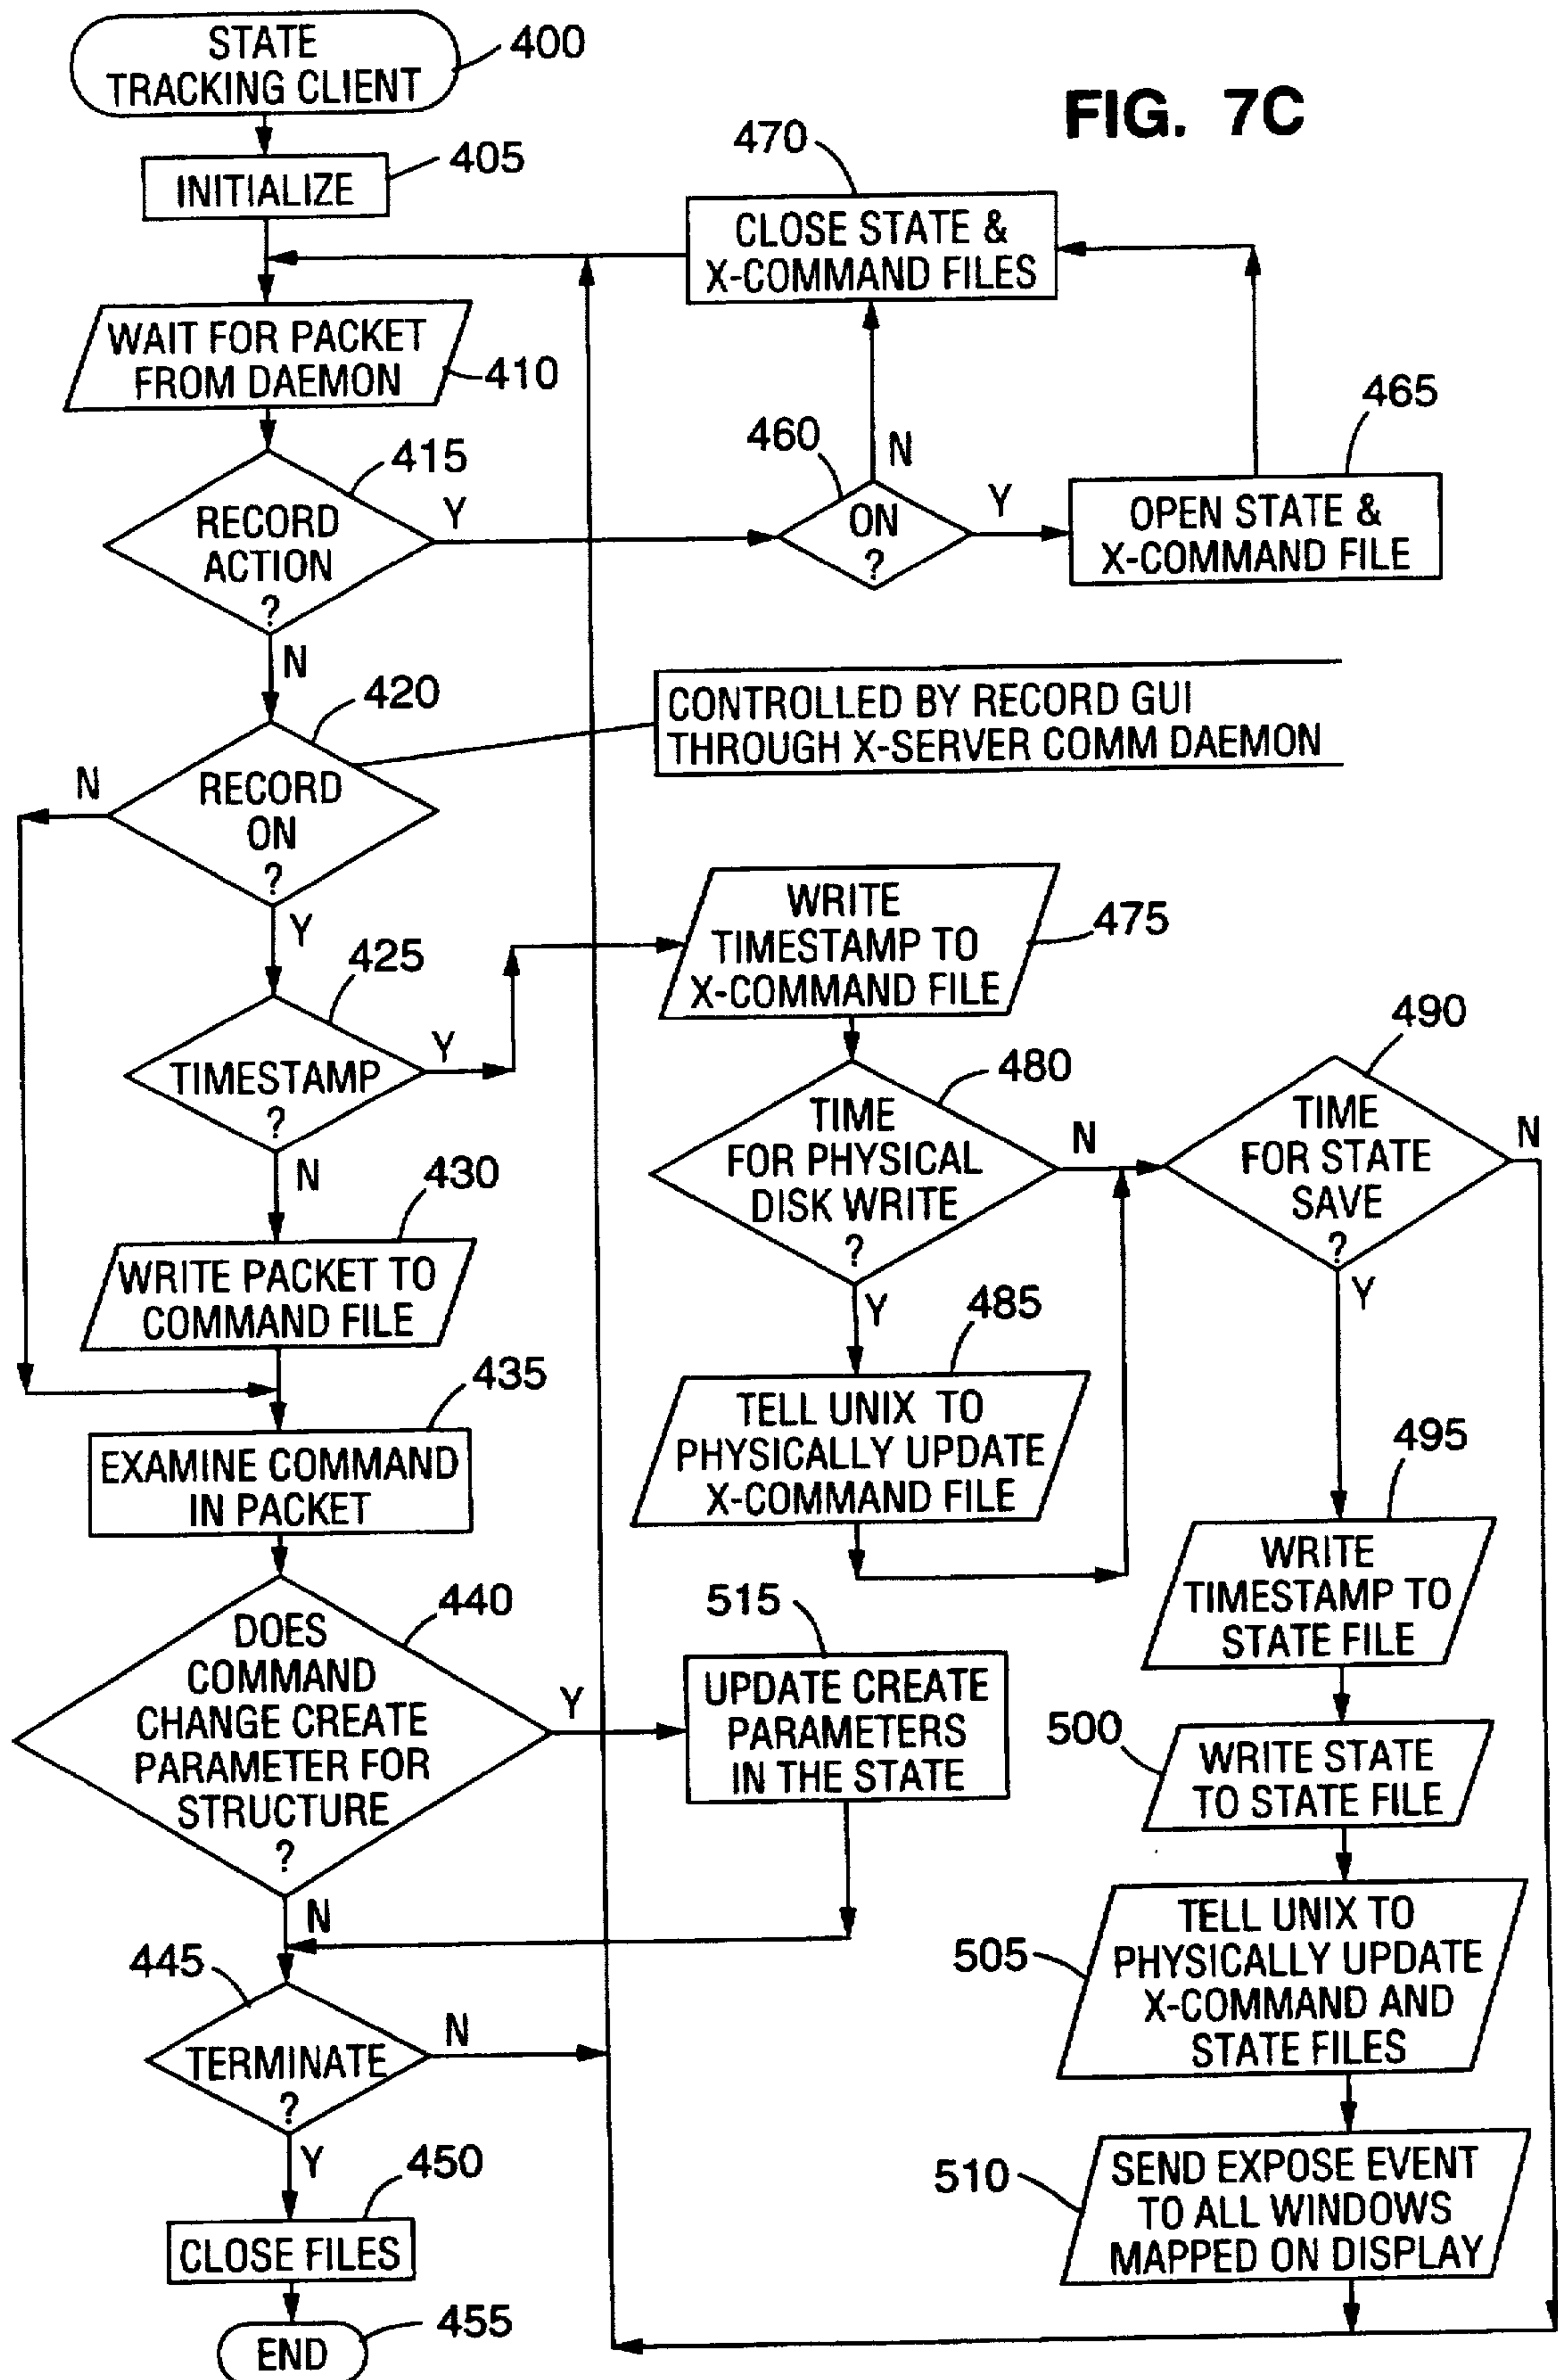 STATE
TRACKING CLIENT
400
FIG. 7C
INITIALIZE
405
470
CLOSE STATE &
X-COMMAND FILES
WAIT FOR PACKET
FROM DAEMON
410
415
RECORD
ACTION
?
Y
N
460
ON
?
N
Y
465
OPEN STATE &
X-COMMAND FILE
420
RECORD
ON
?
N
Y
CONTROLLED BY RECORD GUI
THROUGH X-SERVER COMM DAEMON
425
TIMESTAMP
?
Y
N
WRITE
TIMESTAMP TO
X-COMMAND FILE
475
430
WRITE PACKET TO
COMMAND FILE
480
TIME
FOR PHYSICAL
DISK WRITE
?
N
Y
490
TIME
FOR STATE
SAVE
?
N
Y
485
TELL UNIX TO
PHYSICALLY UPDATE
X-COMMAND FILE
435
EXAMINE COMMAND
IN PACKET
495
WRITE
TIMESTAMP TO
STATE FILE
440
DOES
COMMAND
CHANGE CREATE
PARAMETER FOR
STRUCTURE
?
Y
N
515
UPDATE CREATE
PARAMETERS
IN THE STATE
500
WRITE STATE
TO STATE FILE
505
TELL UNIX TO
PHYSICALLY UPDATE
X-COMMAND AND
STATE FILES
445
TERMINATE
?
N
Y
510
SEND EXPOSE EVENT
TO ALL WINDOWS
MAPPED ON DISPLAY
450
CLOSE FILES
END
455